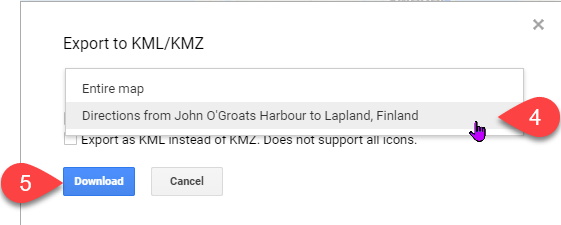 Export to KML/KMZ
Entire map
Directions from John O'Groats Harbour to Lapland, Finland
4
Export as KML instead of KMZ. Does not support all icons.
5
Download
Cancel